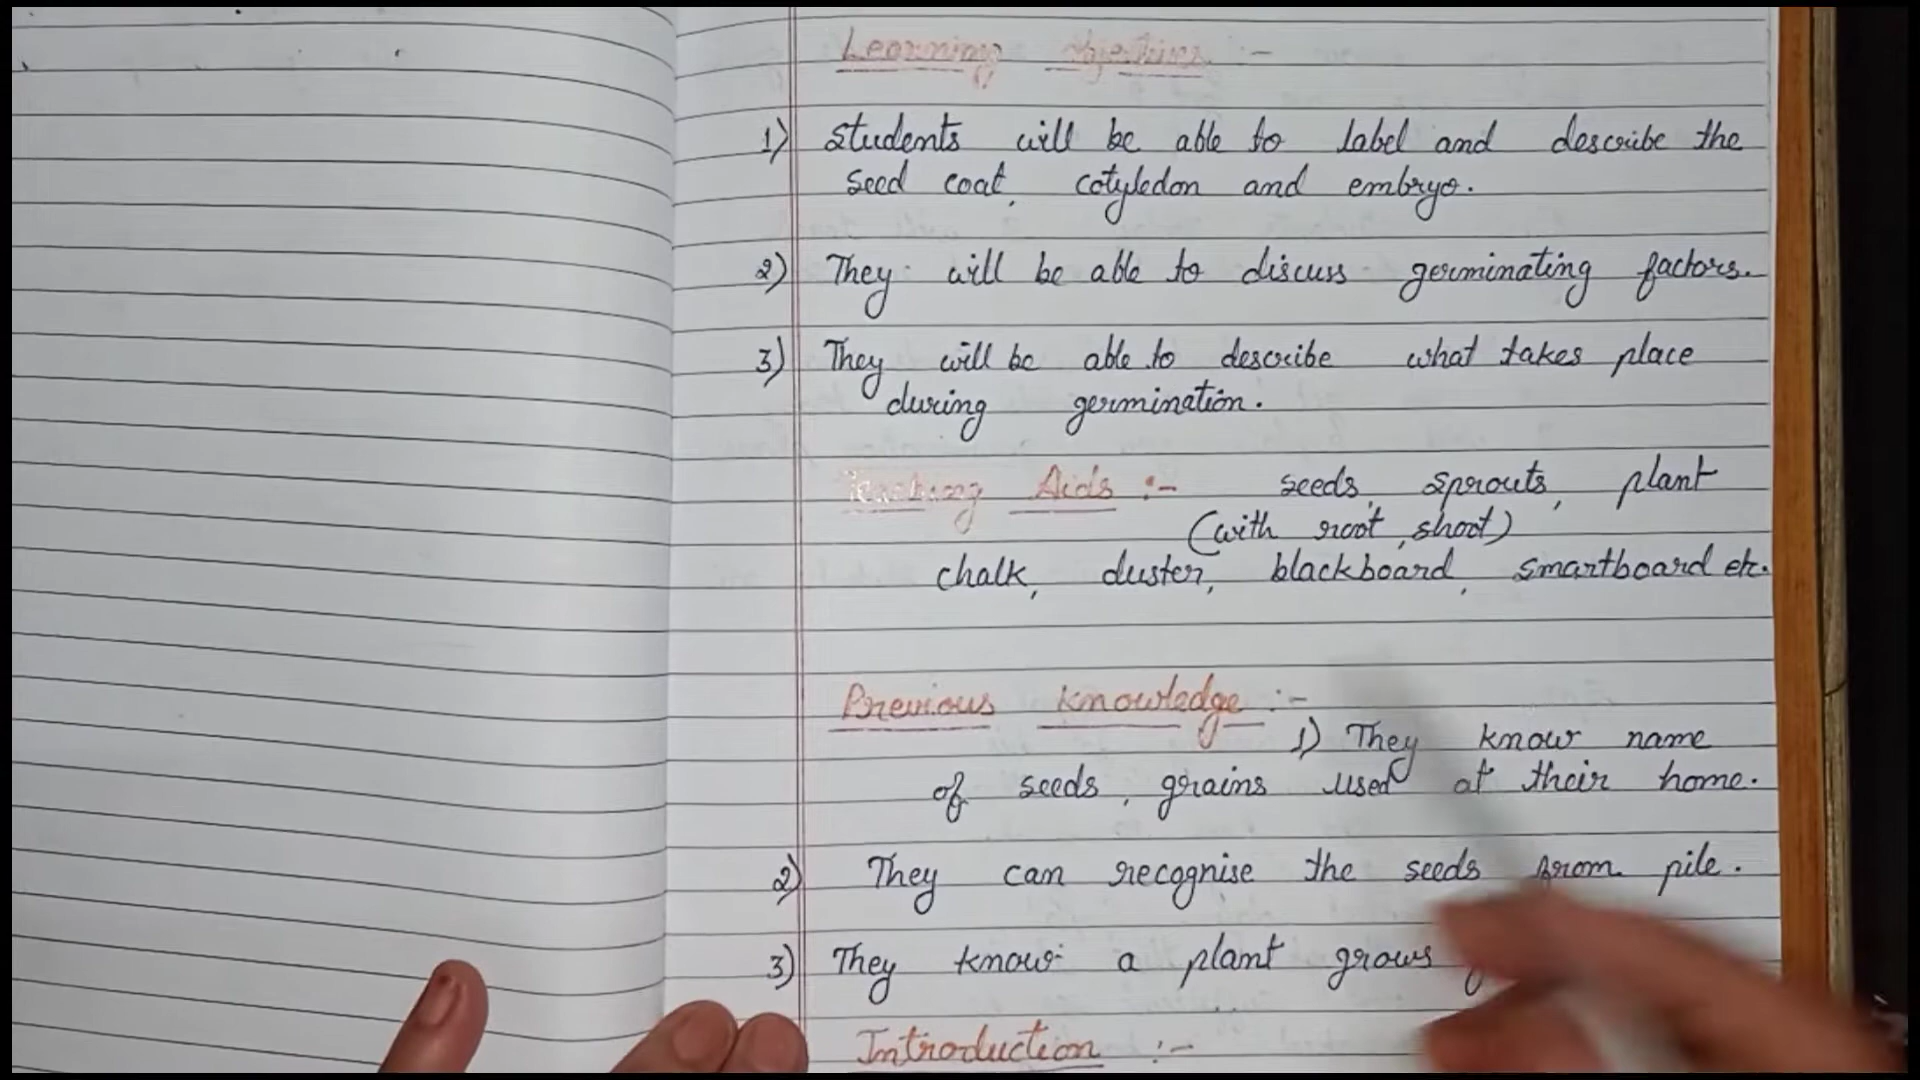 Learning objectives :-
1) Students will be able to label and describe the
seed coat, cotyledon and embryo.
2) They will be able to discuss germinating factors.
3) They will be able to describe what takes place
during germination.
Teaching Aids :- seeds, sprouts, plant
(with root, shoot)
chalk, duster, blackboard, smartboard etc.
Previous knowledge :-
1) They know name
of seeds, grains used at their home.
2) They can recognise the seeds from pile.
3) They know a plant grows
Introduction :-